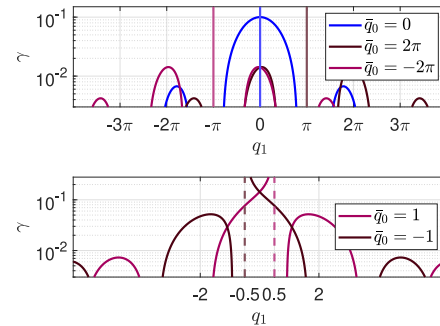 10⁻¹
γ
10⁻²
q̄₀ = 0
q̄₀ = 2π
q̄₀ = −2π
-3π -2π -π 0 π 2π 3π
q₁
10⁻¹
γ
10⁻²
q̄₀ = 1
q̄₀ = −1
-2 -0.5 0.5 2
q₁